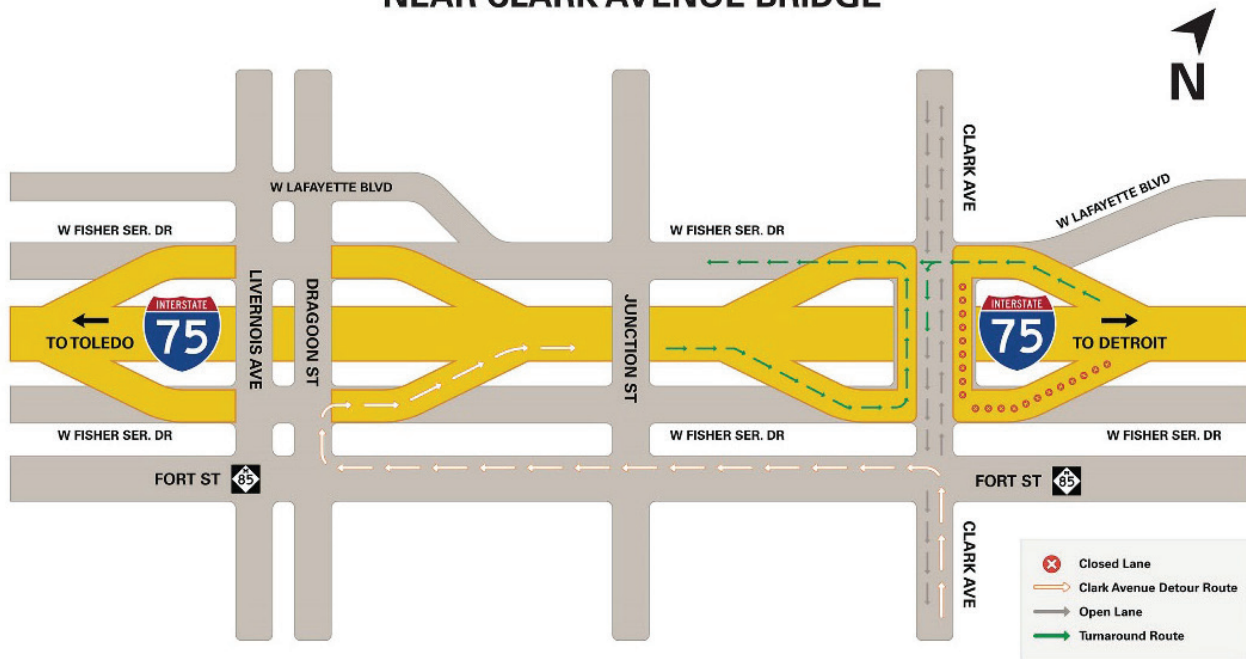 NEAR CLARK AVENUE BRIDGE
N
CLARK AVE
W LAFAYETTE BLVD
W LAFAYETTE BLVD
W FISHER SER. DR
W FISHER SER. DR
LIVERNOIS AVE
DRAGOON ST
JUNCTION ST
INTERSTATE
75
TO TOLEDO
INTERSTATE
75
TO DETROIT
W FISHER SER. DR
W FISHER SER. DR
W FISHER SER. DR
FORT ST
M
85
FORT ST
M
85
CLARK AVE
Closed Lane
Clark Avenue Detour Route
Open Lane
Turnaround Route